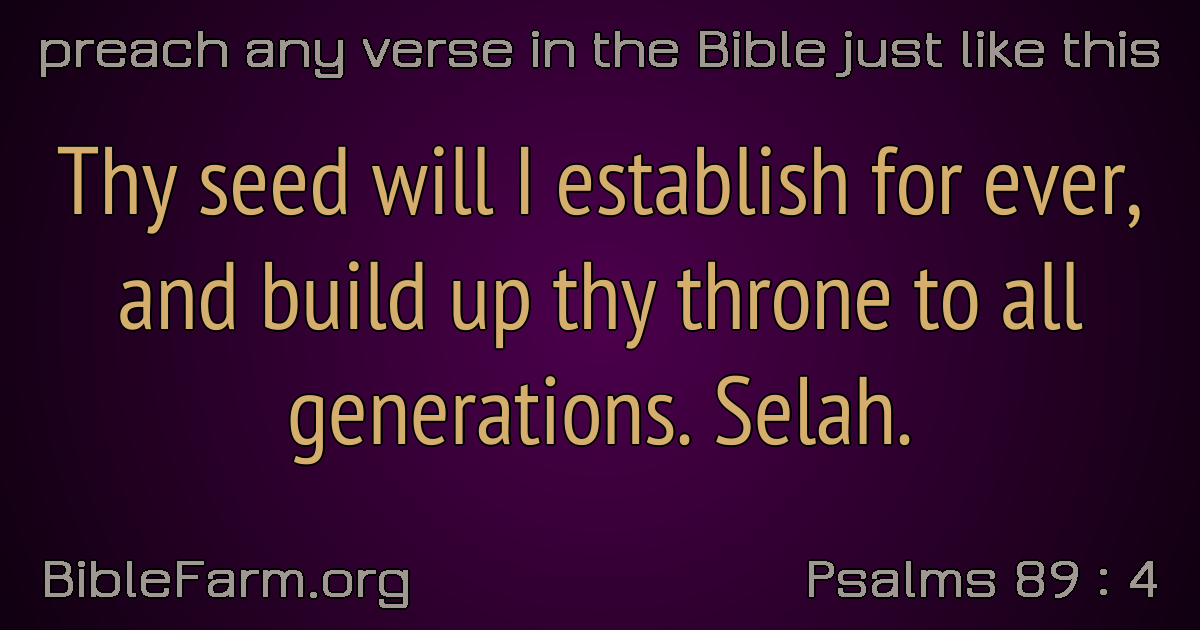 preach any verse in the Bible just like this
Thy seed will I establish for ever,
and build up thy throne to all
generations. Selah.
BibleFarm.org
Psalms 89 : 4